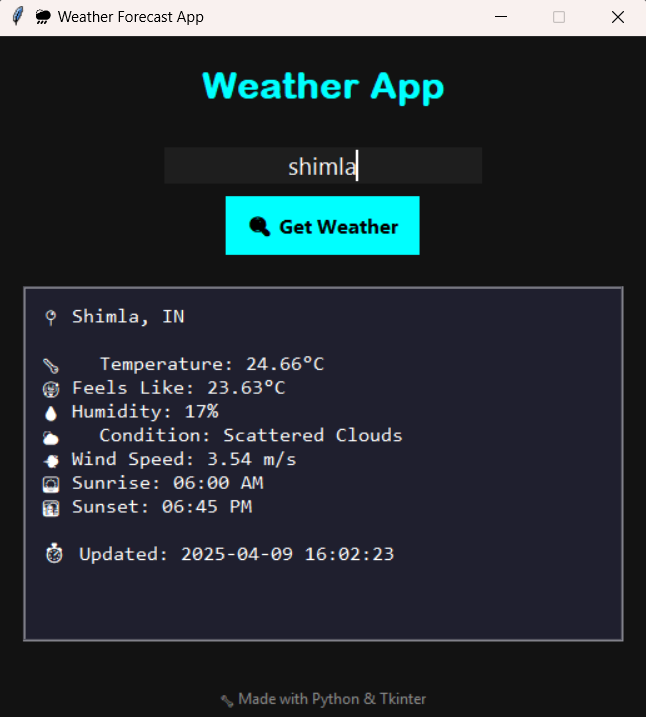 Weather Forecast App
Weather App
shimla
Get Weather
Shimla, IN
Temperature: 24.66°C
Feels Like: 23.63°C
Humidity: 17%
Condition: Scattered Clouds
Wind Speed: 3.54 m/s
Sunrise: 06:00 AM
Sunset: 06:45 PM
Updated: 2025-04-09 16:02:23
Made with Python & Tkinter